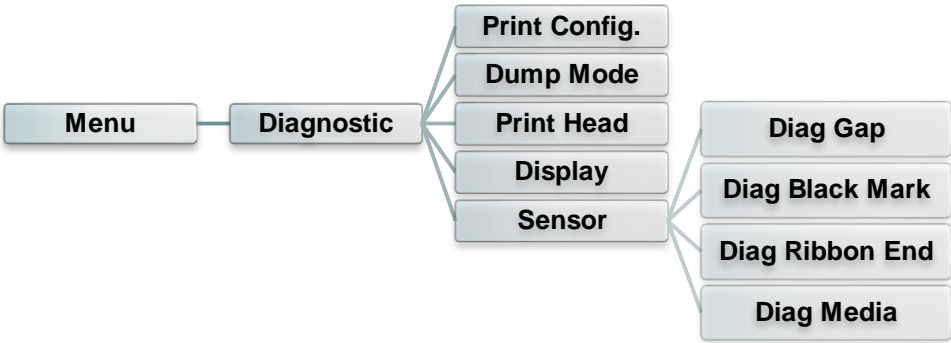 Menu
Diagnostic
Print Config.
Dump Mode
Print Head
Display
Sensor
Diag Gap
Diag Black Mark
Diag Ribbon End
Diag Media